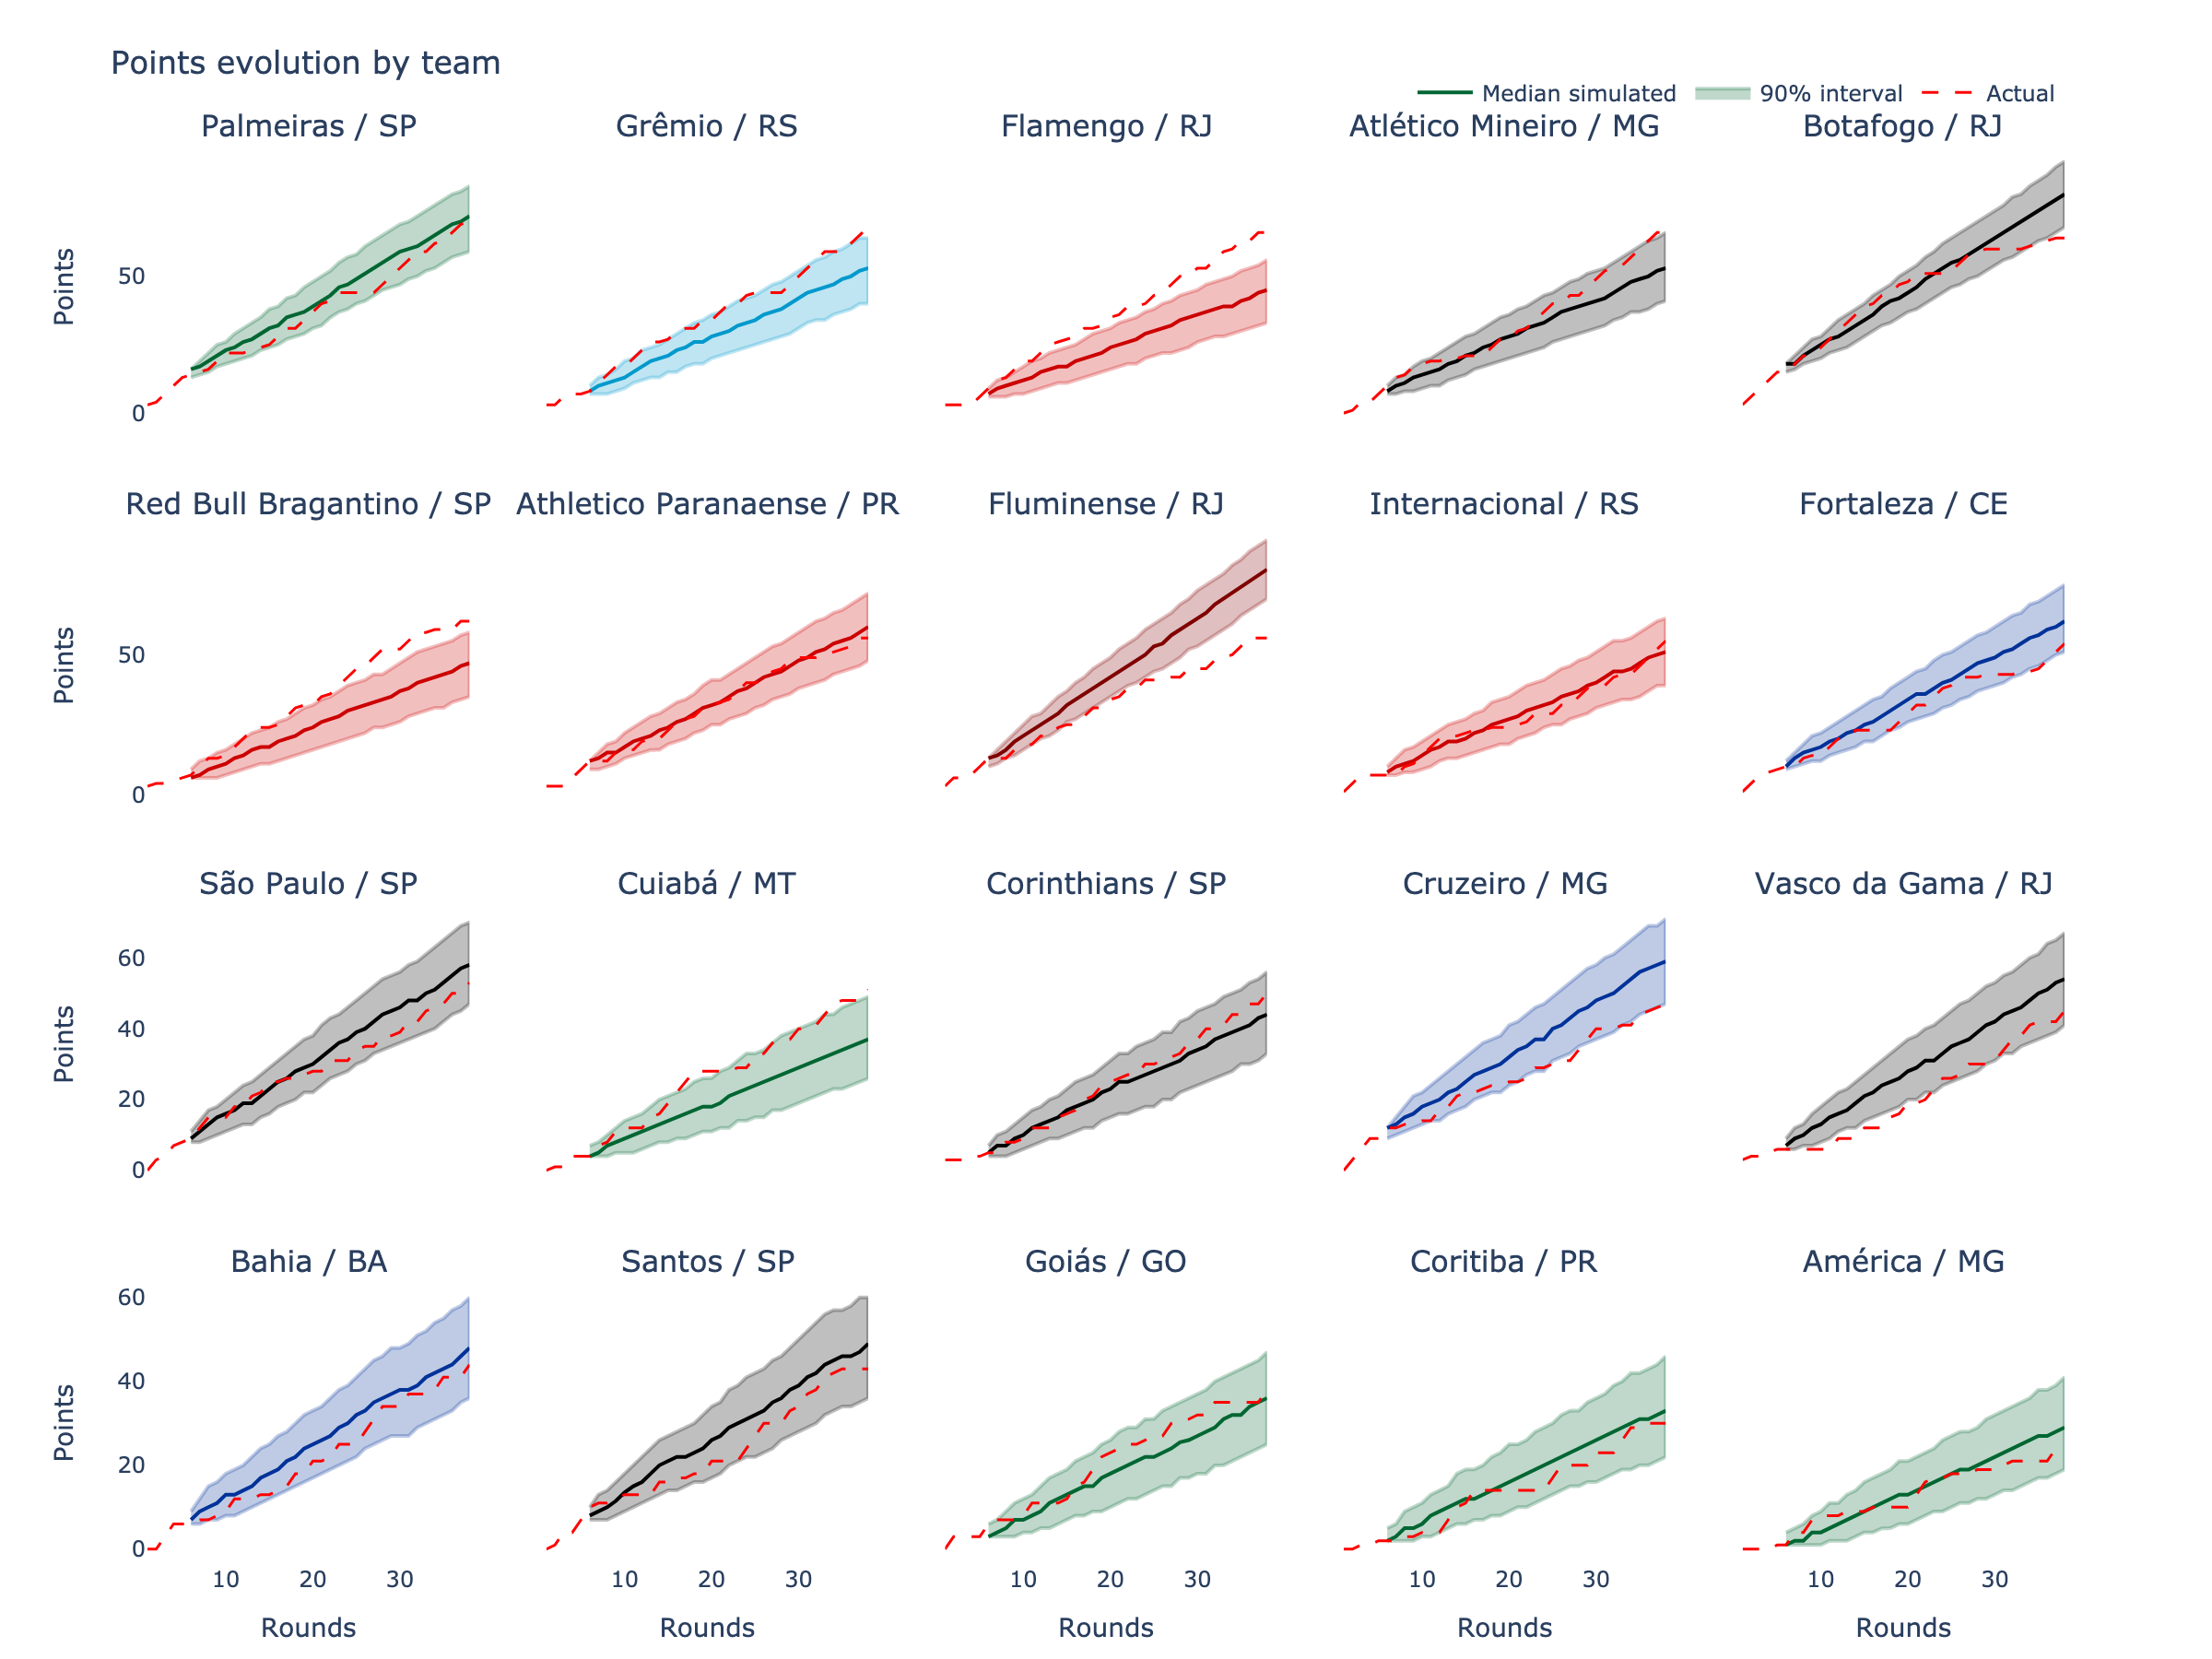 Points evolution by team
Median simulated 90% interval Actual
Palmeiras / SP Grêmio / RS Flamengo / RJ Atlético Mineiro / MG Botafogo / RJ
Points
50
0
Red Bull Bragantino / SP Athletico Paranaense / PR Fluminense / RJ Internacional / RS Fortaleza / CE
Points
50
0
São Paulo / SP Cuiabá / MT Corinthians / SP Cruzeiro / MG Vasco da Gama / RJ
Points
60
40
20
0
Bahia / BA Santos / SP Goiás / GO Coritiba / PR América / MG
Points
60
40
20
0
10 20 30 10 20 30 10 20 30 10 20 30 10 20 30
Rounds Rounds Rounds Rounds Rounds